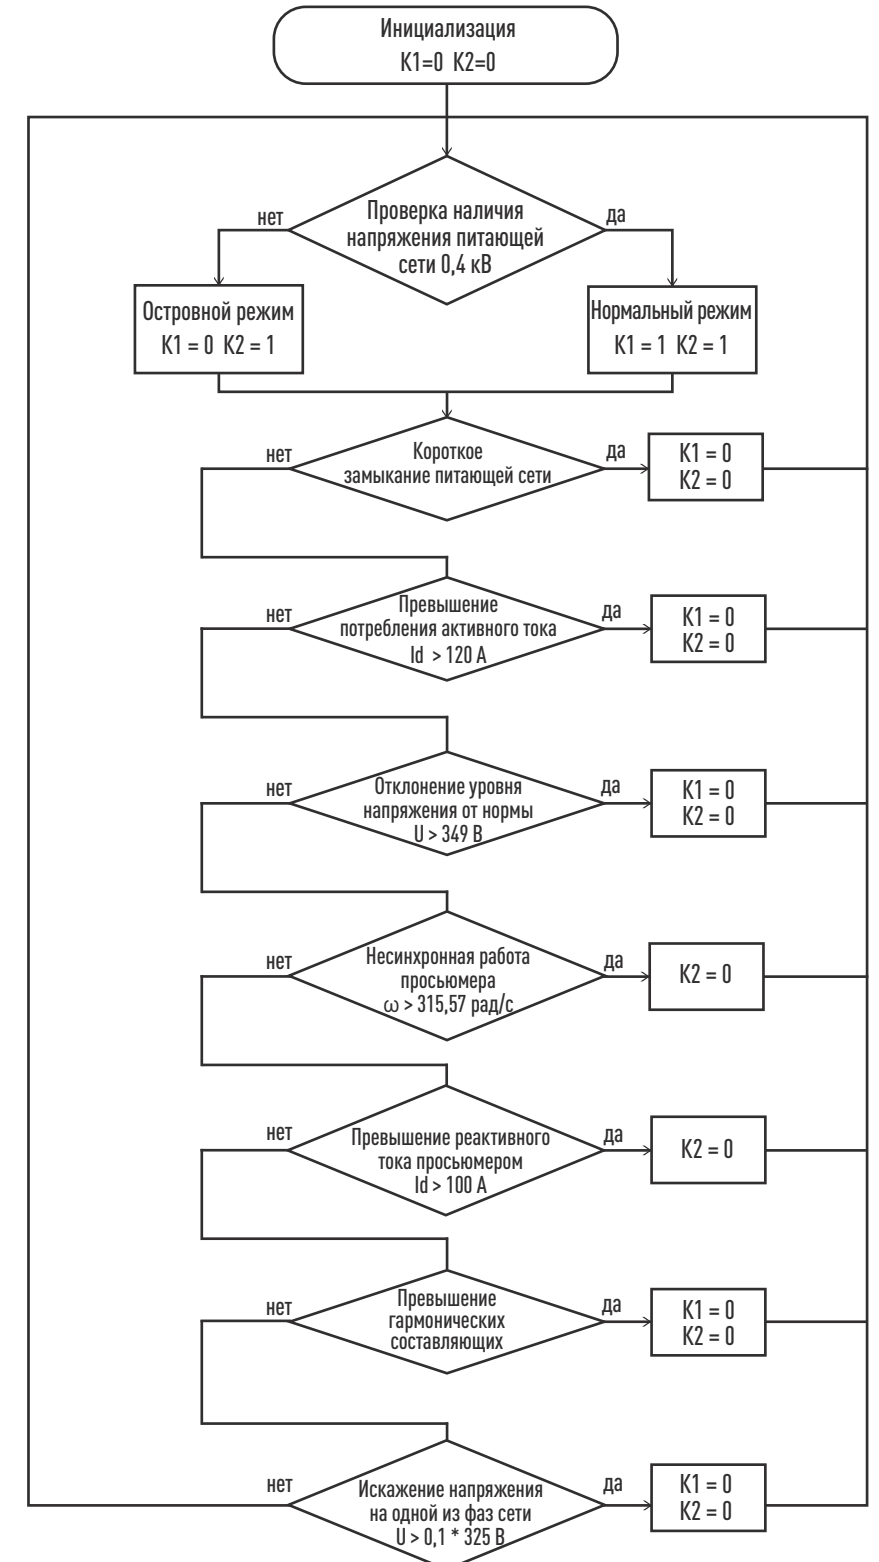 Инициализация
K1=0 K2=0
Проверка наличия
напряжения питающей
сети 0,4 кВ
нет
да
Островной режим
K1 = 0 K2 = 1
Нормальный режим
K1 = 1 K2 = 1
Короткое
замыкание питающей сети
нет
да
K1 = 0
K2 = 0
Превышение
потребления активного тока
Id > 120 А
нет
да
K1 = 0
K2 = 0
Отклонение уровня
напряжения от нормы
U > 349 В
нет
да
K1 = 0
K2 = 0
Несинхронная работа
просьюмера
ω > 315,57 рад/с
нет
да
K2 = 0
Превышение реактивного
тока просьюмером
Id > 100 А
нет
да
K2 = 0
Превышение
гармонических
составляющих
нет
да
K1 = 0
K2 = 0
Искажение напряжения
на одной из фаз сети
U > 0,1 * 325 В
нет
да
K1 = 0
K2 = 0